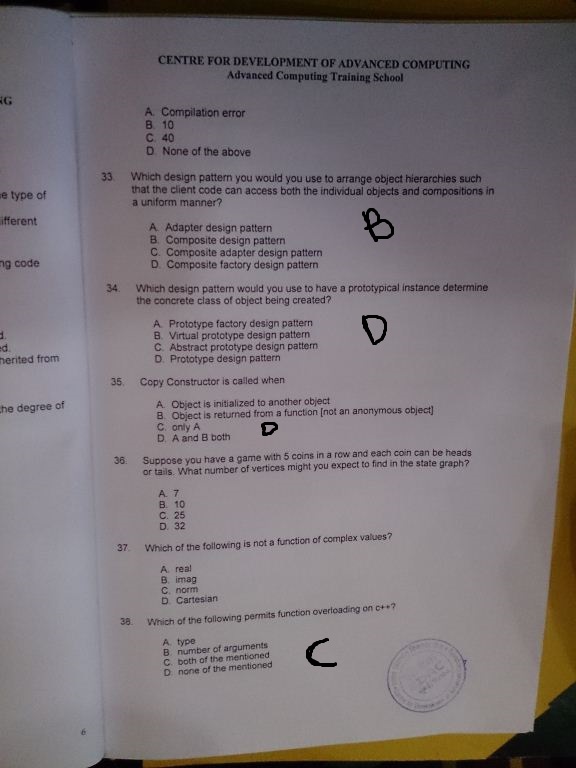 CENTRE FOR DEVELOPMENT OF ADVANCED COMPUTING
Advanced Computing Training School
A. Compilation error
B. 10
C. 40
D. None of the above
33. Which design pattern you would you use to arrange object hierarchies such
that the client code can access both the individual objects and compositions in
a uniform manner?
A. Adapter design pattern
B. Composite design pattern
C. Composite adapter design pattern
D. Composite factory design pattern
B
34. Which design pattern would you use to have a prototypical instance determine
the concrete class of object being created?
A. Prototype factory design pattern
B. Virtual prototype design pattern
C. Abstract prototype design pattern
D. Prototype design pattern
D
35. Copy Constructor is called when
A. Object is initialized to another object
B. Object is returned from a function [not an anonymous object]
C. only A
D. A and B both
D
36. Suppose you have a game with 5 coins in a row and each coin can be heads
or tails. What number of vertices might you expect to find in the state graph?
A. 7
B. 10
C. 25
D. 32
37. Which of the following is not a function of complex values?
A. real
B. imag
C. norm
D. Cartesian
38. Which of the following permits function overloading on c++?
A. type
B. number of arguments
C. both of the mentioned
D. none of the mentioned
C
6
NG
e type of
ifferent
ng code
d.
ed.
herited from
he degree of